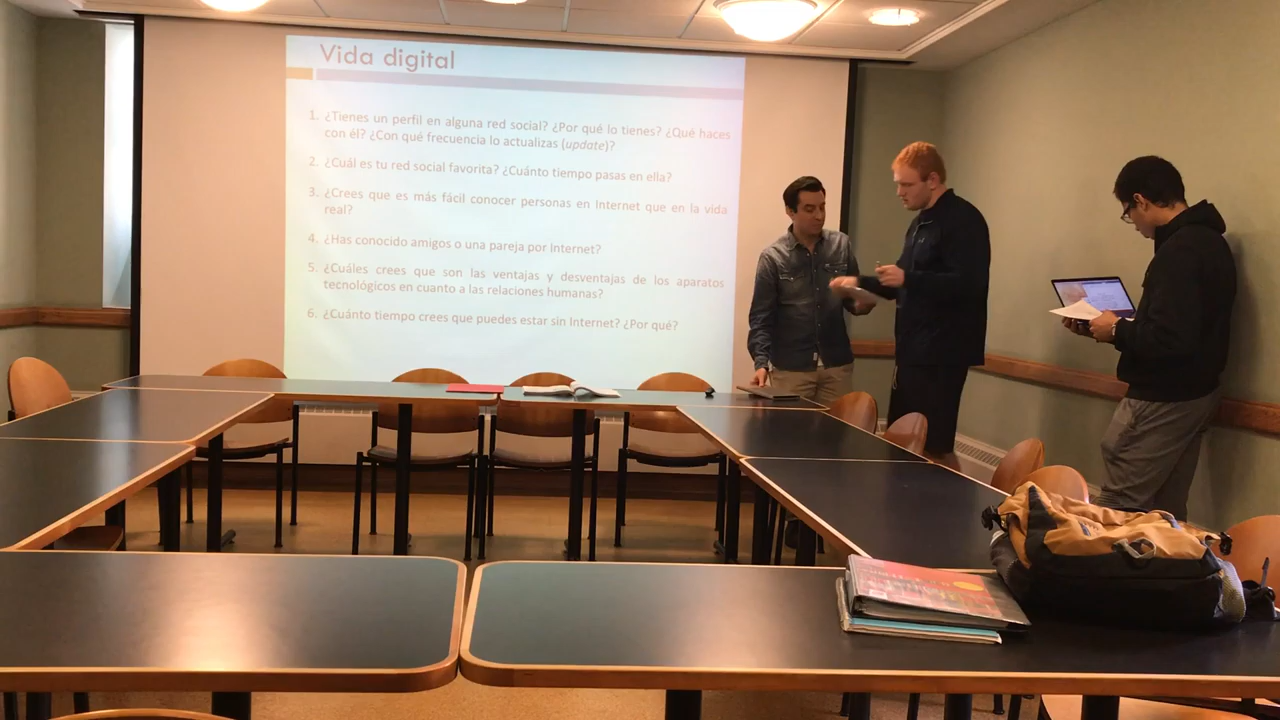 Vida digital
1. ¿Tienes un perfil en alguna red social? ¿Por qué lo tienes? ¿Qué haces
con él? ¿Con qué frecuencia lo actualizas (update)?
2. ¿Cuál es tu red social favorita? ¿Cuánto tiempo pasas en ella?
3. ¿Crees que es más fácil conocer personas en Internet que en la vida
real?
4. ¿Has conocido amigos o una pareja por Internet?
5. ¿Cuáles crees que son las ventajas y desventajas de los aparatos
tecnológicos en cuanto a las relaciones humanas?
6. ¿Cuánto tiempo crees que puedes estar sin Internet? ¿Por qué?